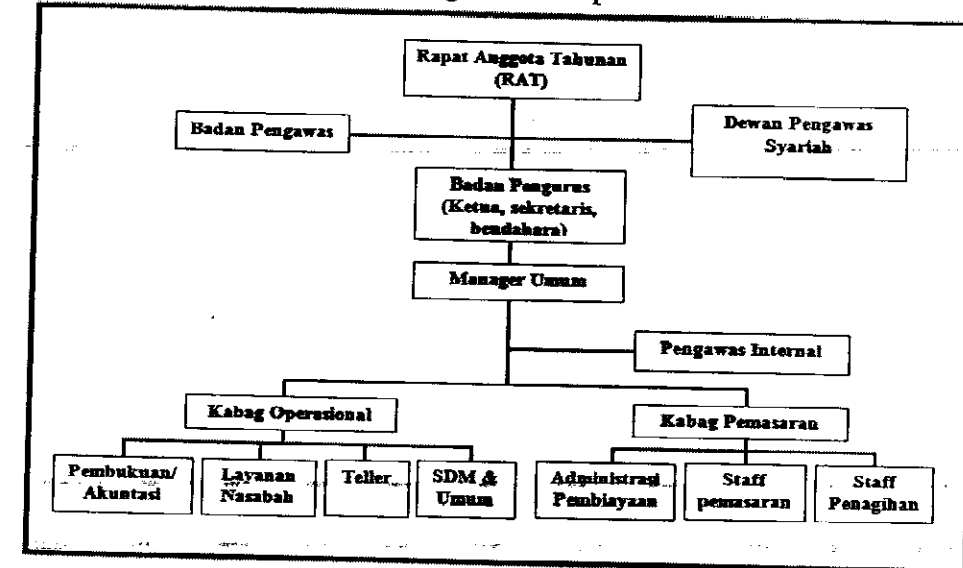 Rapat Anggota Tahunan
(RAT)
Badan Pengawas
Dewan Pengawas
Syariah
Badan Pengurus
(Ketua, sekretaris,
bendahara)
Manager Umum
Pengawas Internal
Kabag Operasional
Kabag Pemasaran
Pembukuan/
Akuntasi
Layanan
Nasabah
Teller
SDM &
Umum
Administrasi
Pembiayaan
Staff
pemasaran
Staff
Penagihan